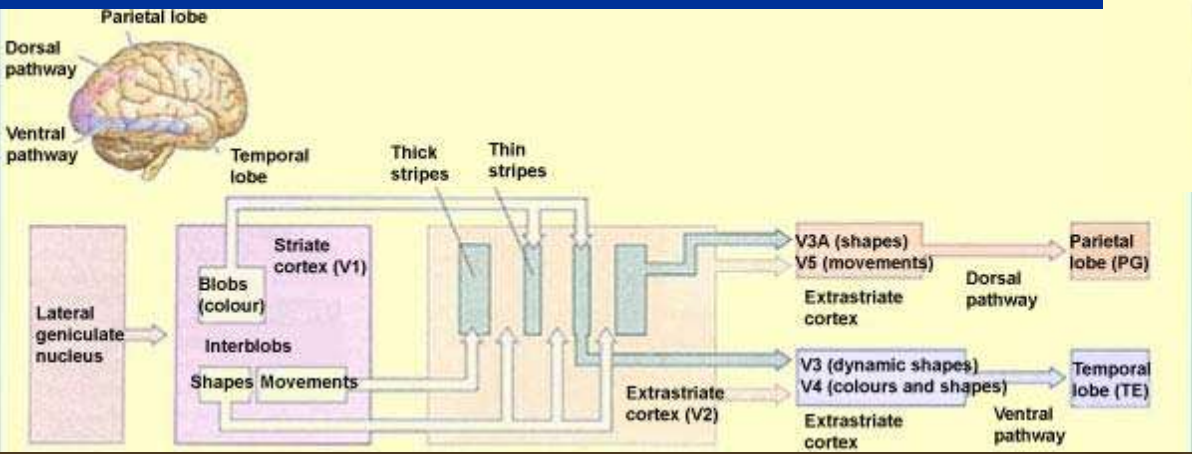 Parietal lobe
Dorsal
pathway
Ventral
pathway
Temporal
lobe
Thick
stripes
Thin
stripes
Lateral
geniculate
nucleus
Striate
cortex (V1)
Blobs
(colour)
Interblobs
Shapes
Movements
Extrastriate
cortex (V2)
V3A (shapes)
V5 (movements)
Extrastriate
cortex
Dorsal
pathway
Parietal
lobe (PG)
V3 (dynamic shapes)
V4 (colours and shapes)
Extrastriate
cortex
Ventral
pathway
Temporal
lobe (TE)